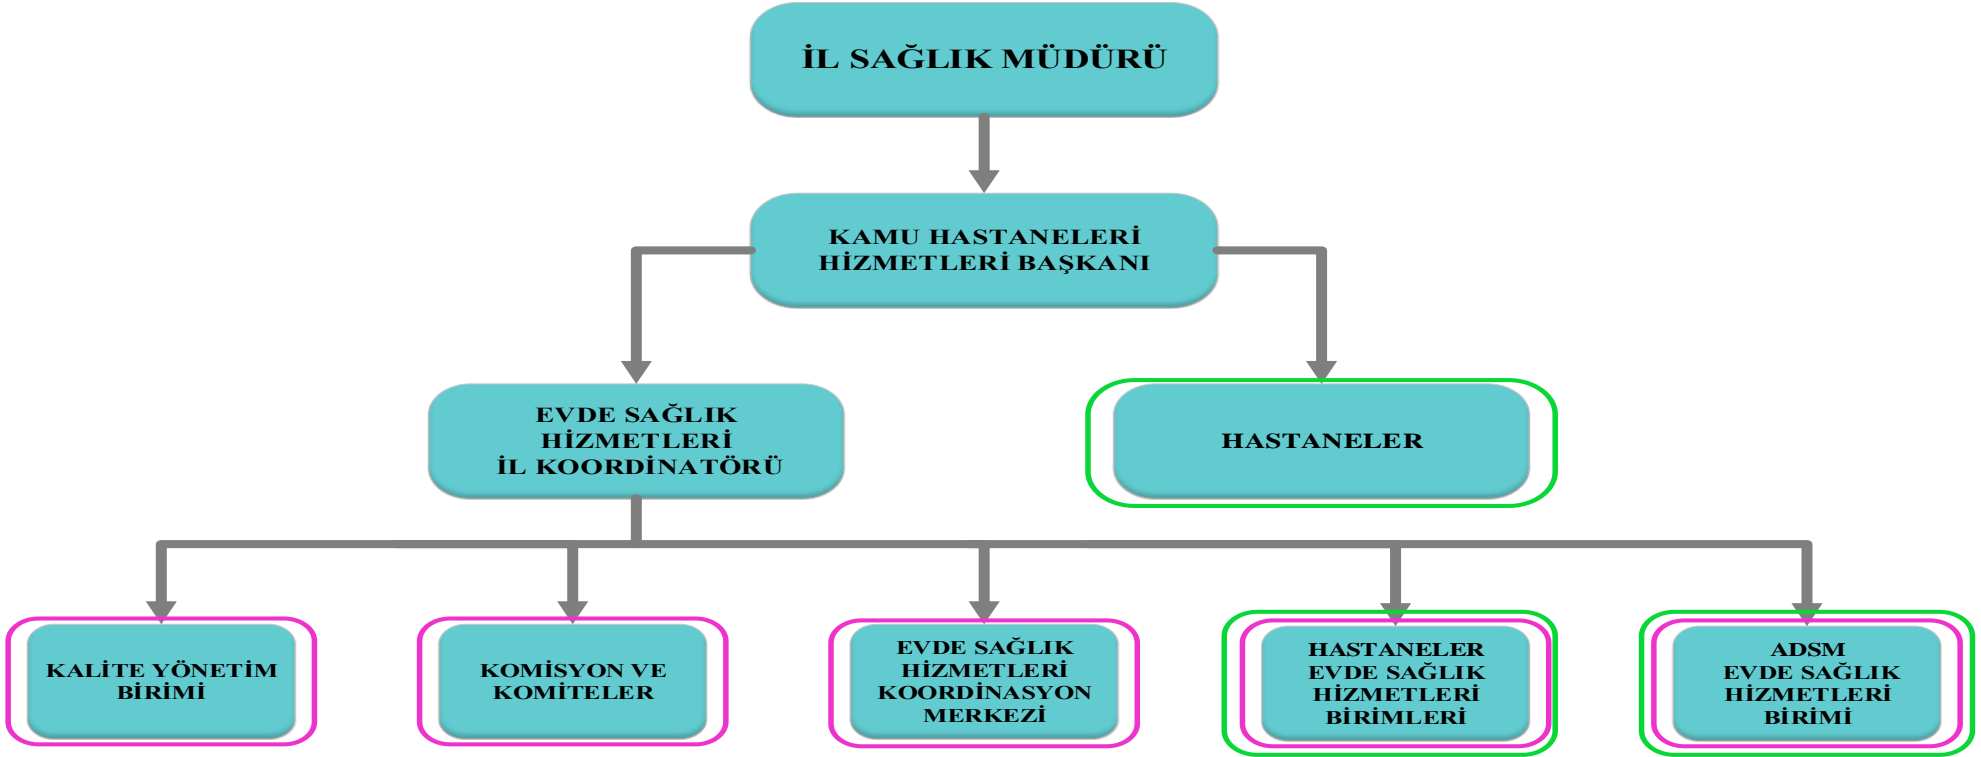 İL SAĞLIK MÜDÜRÜ
KAMU HASTANELERİ
HİZMETLERİ BAŞKANI
EVDE SAĞLIK
HİZMETLERİ
İL KOORDİNATÖRÜ
HASTANELER
KALİTE YÖNETİM
BİRİMİ
KOMİSYON VE
KOMİTELER
EVDE SAĞLIK
HİZMETLERİ
KOORDİNASYON
MERKEZİ
HASTANELER
EVDE SAĞLIK
HİZMETLERİ
BİRİMLERİ
ADSM
EVDE SAĞLIK
HİZMETLERİ
BİRİMİ